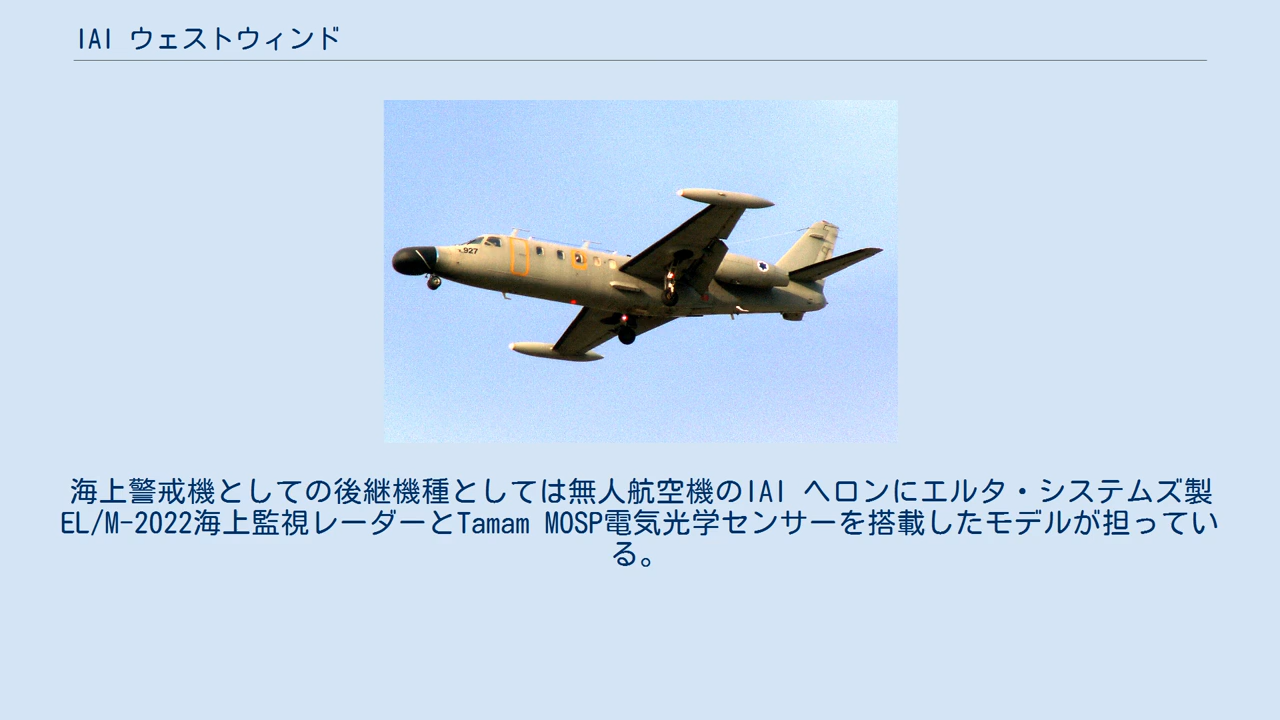 IAI ウェストウィンド
927
海上警戒機としての後継機種としては無人航空機のIAI ヘロンにエルタ・システムズ製
EL/M-2022海上監視レーダーとTamam MOSP電気光学センサーを搭載したモデルが担ってい
る。